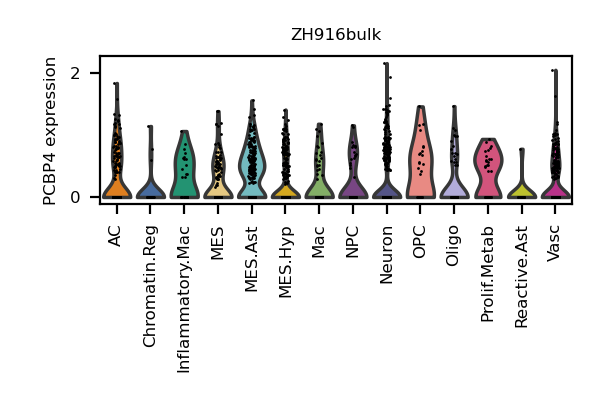 ZH916bulk
PCBP4 expression
2
0
AC
Chromatin.Reg
Inflammatory.Mac
MES
MES.Ast
MES.Hyp
Mac
NPC
Neuron
OPC
Oligo
Prolif.Metab
Reactive.Ast
Vasc